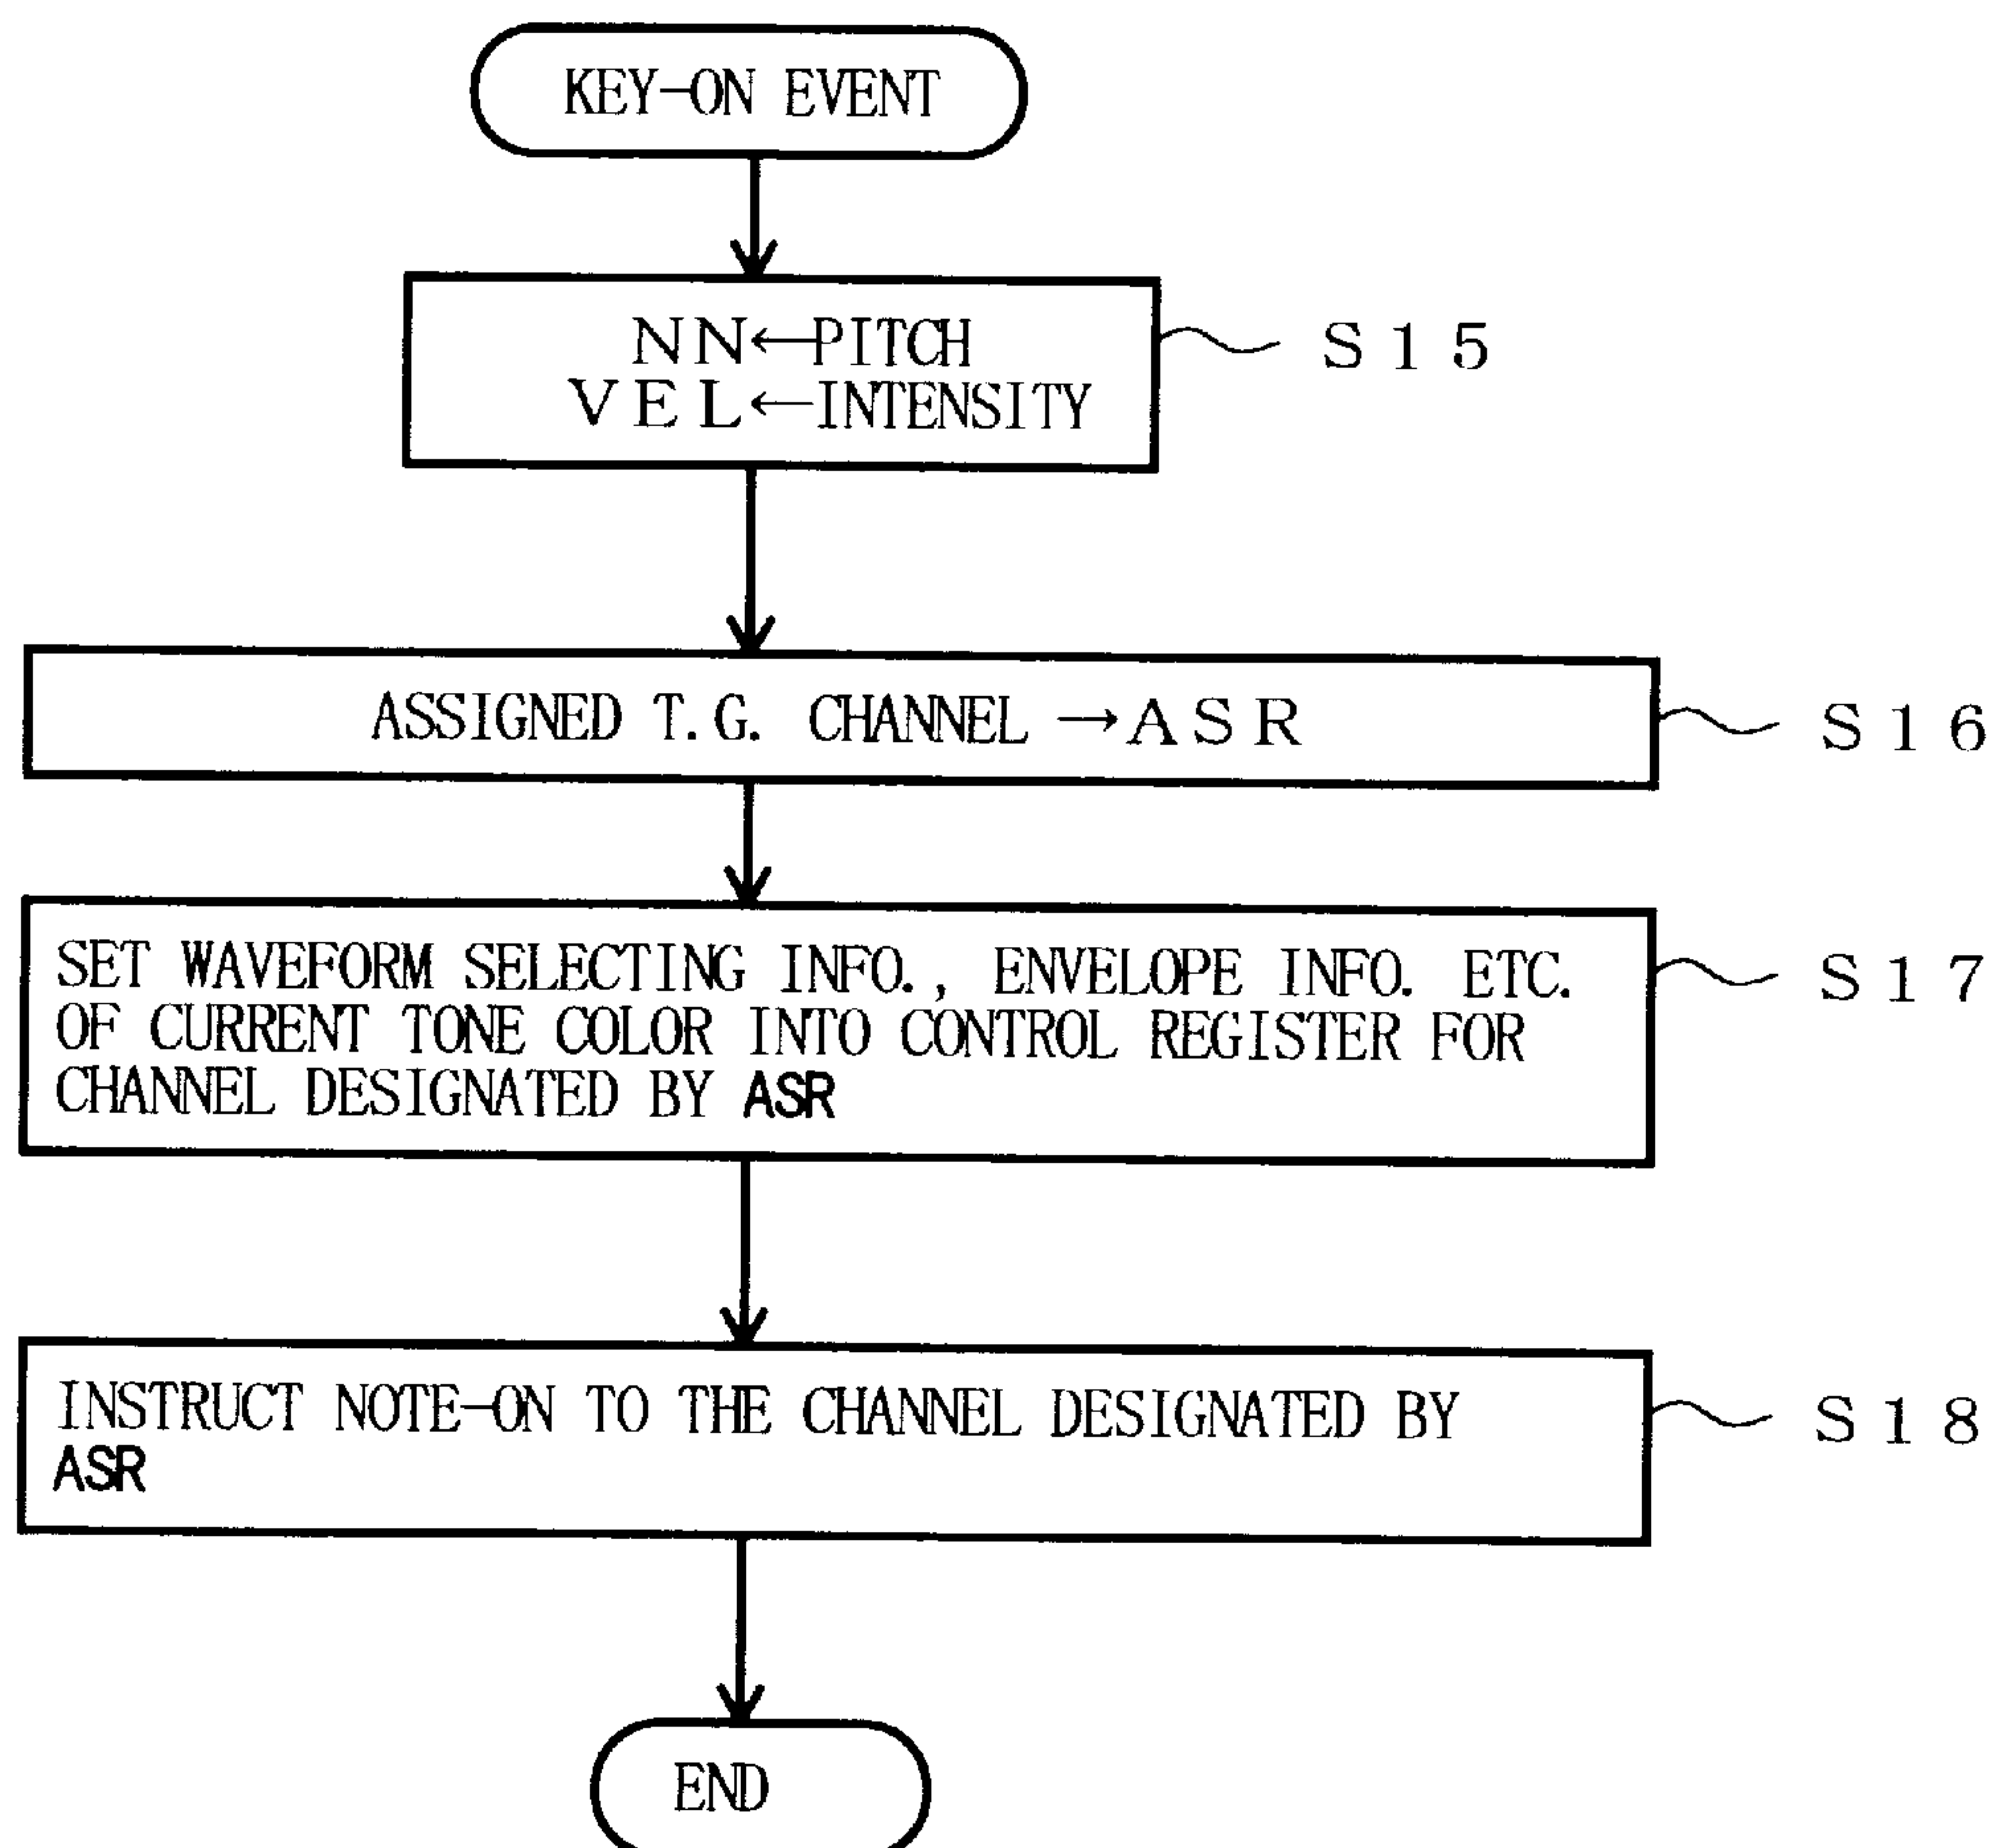 KEY-ON EVENT
NN←PITCH
VEL←INTENSITY
S15
ASSIGNED T.G. CHANNEL →ASR
S16
SET WAVEFORM SELECTING INFO., ENVELOPE INFO. ETC.
OF CURRENT TONE COLOR INTO CONTROL REGISTER FOR
CHANNEL DESIGNATED BY ASR
S17
INSTRUCT NOTE-ON TO THE CHANNEL DESIGNATED BY
ASR
S18
END